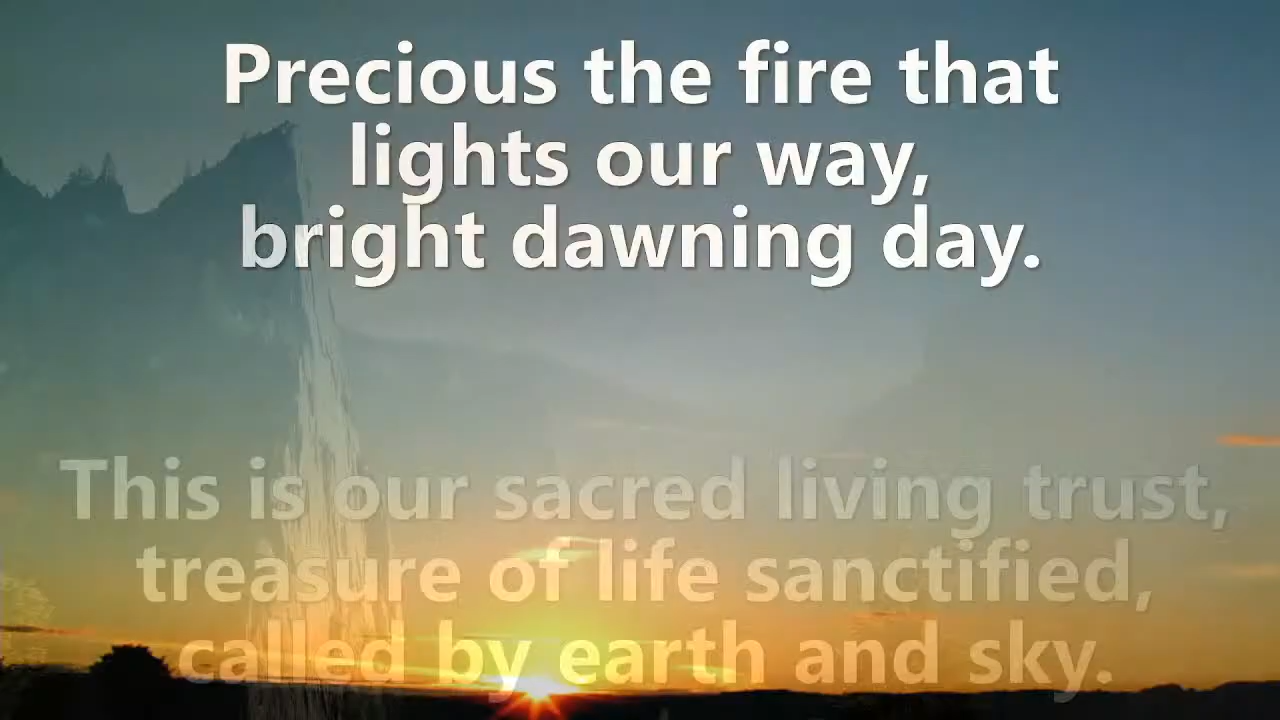 Precious the fire that
lights our way,
bright dawning day.
This is our sacred living trust,
treasure of life sanctified,
called by earth and sky.